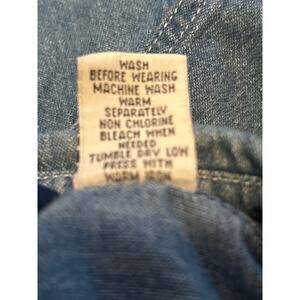 WASH
BEFORE WEARING
MACHINE WASH
WARM
SEPARATELY
NON CHLORINE
BLEACH WHEN
NEEDED
TUMBLE DRY LOW
PRESS WITH
WARM IRON